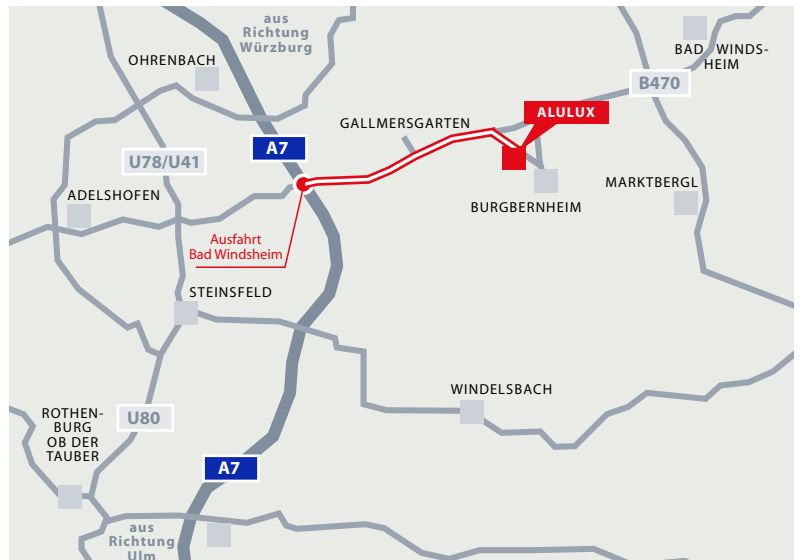 aus
Richtung
Würzburg
OHRENBACH
BAD WINDS-
HEIM
B470
ALULUX
GALLMERSGARTEN
A7
U78/U41
ADELSHOFEN
MARKTBERGL
BURGBERNHEIM
Ausfahrt
Bad Windsheim
STEINSFELD
WINDELSBACH
ROTHEN-
BURG
OB DER
TAUBER
U80
A7
aus
Richtung
Ulm